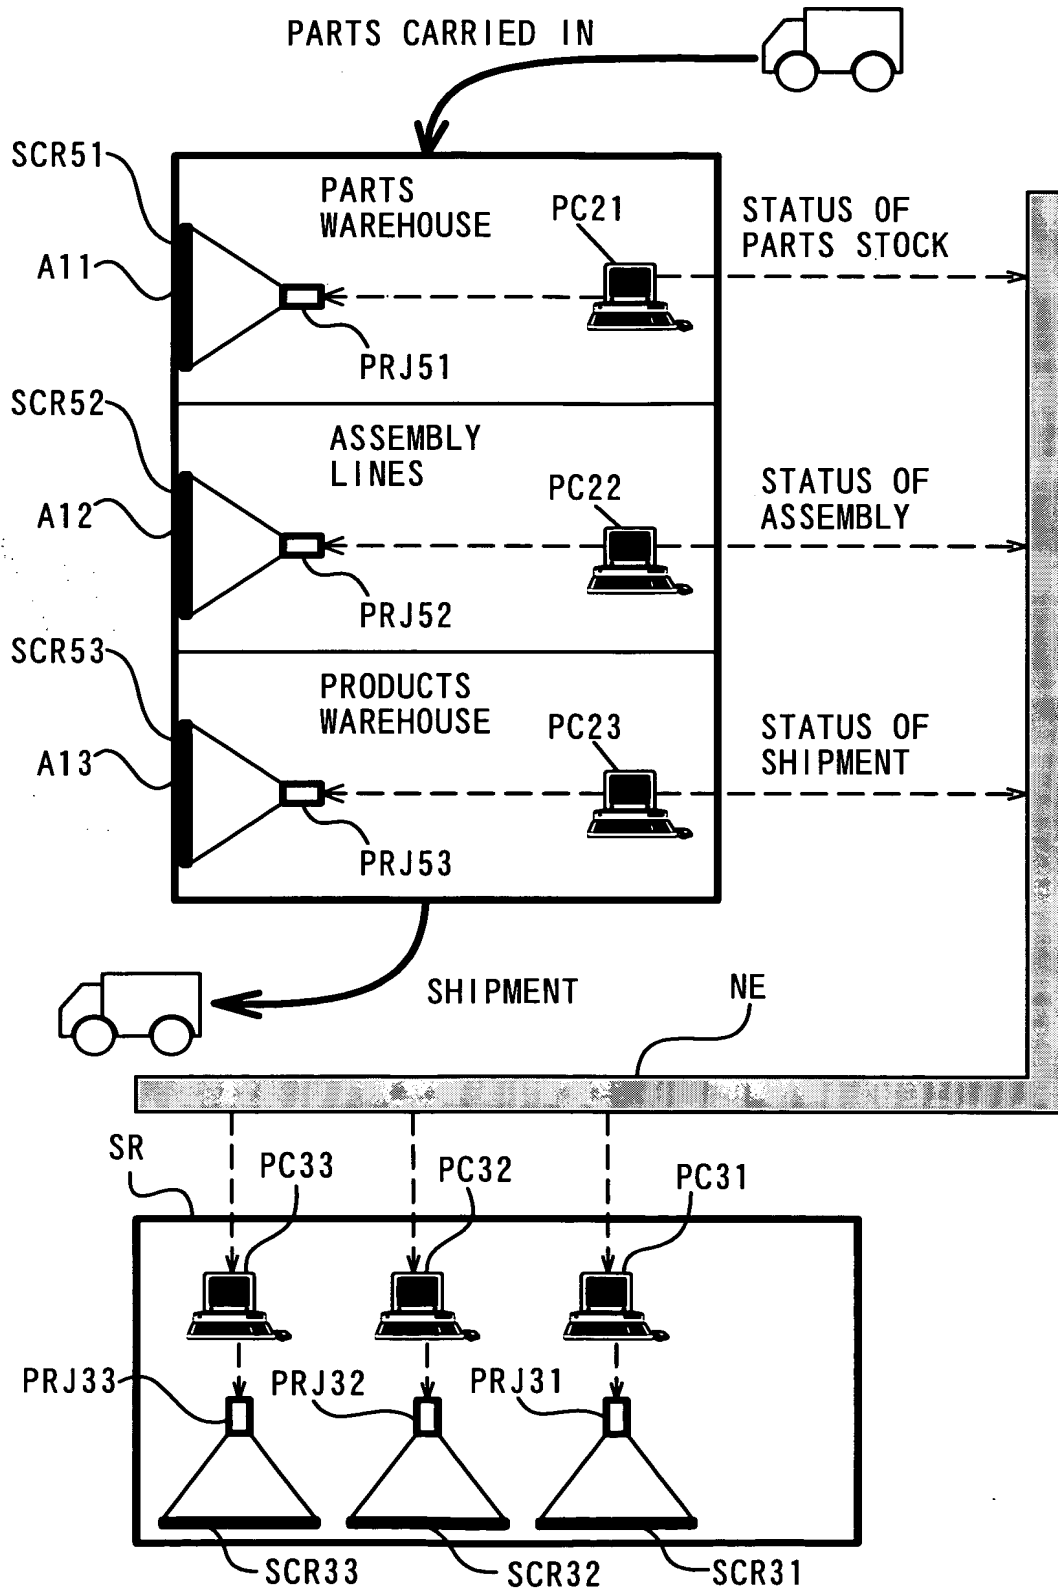 PARTS CARRIED IN
SCR51
PARTS
WAREHOUSE
PC21
STATUS OF
PARTS STOCK
A11
PRJ51
SCR52
ASSEMBLY
LINES
PC22
STATUS OF
ASSEMBLY
A12
PRJ52
SCR53
PRODUCTS
WAREHOUSE
PC23
STATUS OF
SHIPMENT
A13
PRJ53
SHIPMENT
NE
SR
PC33
PC32
PC31
PRJ33
PRJ32
PRJ31
SCR33
SCR32
SCR31